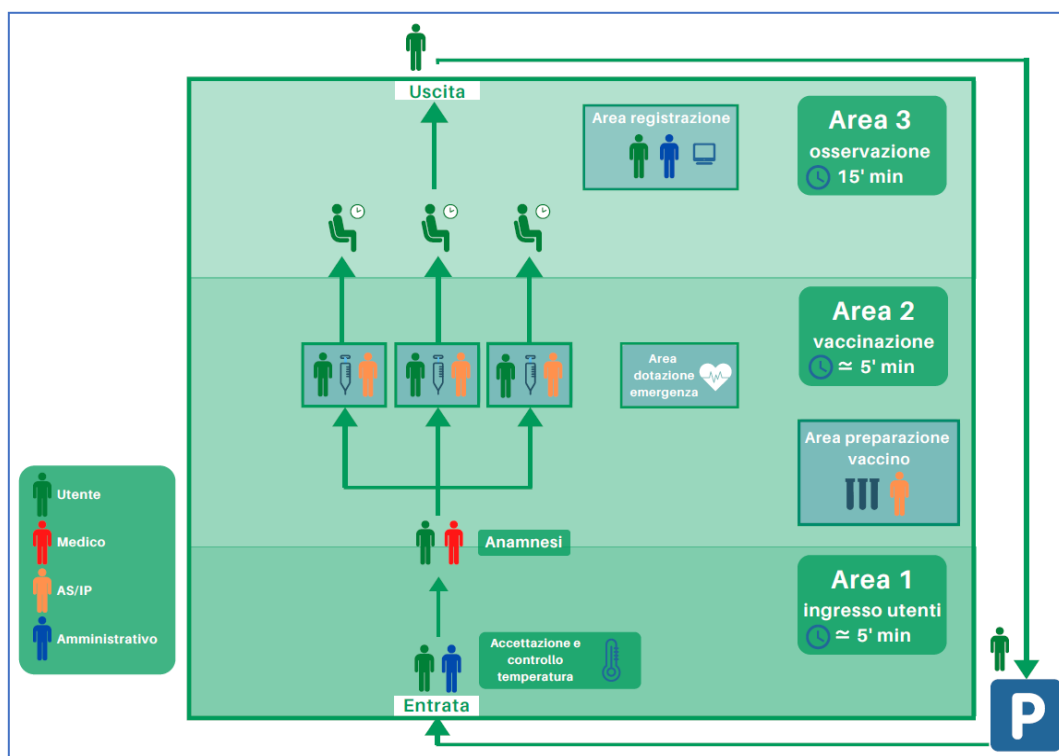 Uscita
Area registrazione
Area 3
osservazione
15' min
Area 2
vaccinazione
≃ 5' min
Area
dotazione
emergenza
Area preparazione
vaccino
Utente
Medico
AS/IP
Amministrativo
Anamnesi
Area 1
ingresso utenti
≃ 5' min
Accettazione e
controllo
temperatura
Entrata
P